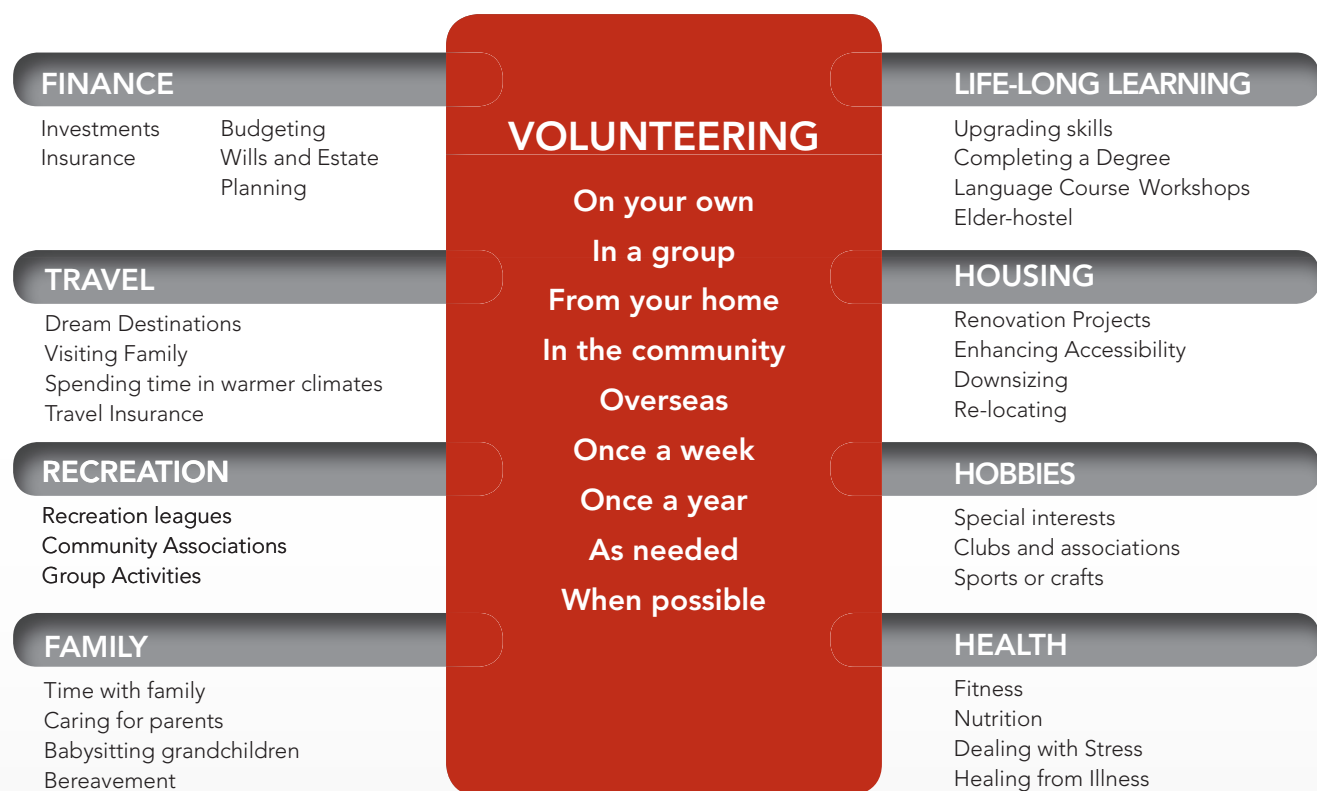 FINANCE
Investments
Insurance
Budgeting
Wills and Estate
Planning
TRAVEL
Dream Destinations
Visiting Family
Spending time in warmer climates
Travel Insurance
RECREATION
Recreation leagues
Community Associations
Group Activities
FAMILY
Time with family
Caring for parents
Babysitting grandchildren
Bereavement
VOLUNTEERING
On your own
In a group
From your home
In the community
Overseas
Once a week
Once a year
As needed
When possible
LIFE-LONG LEARNING
Upgrading skills
Completing a Degree
Language Course Workshops
Elder-hostel
HOUSING
Renovation Projects
Enhancing Accessibility
Downsizing
Re-locating
HOBBIES
Special interests
Clubs and associations
Sports or crafts
HEALTH
Fitness
Nutrition
Dealing with Stress
Healing from Illness